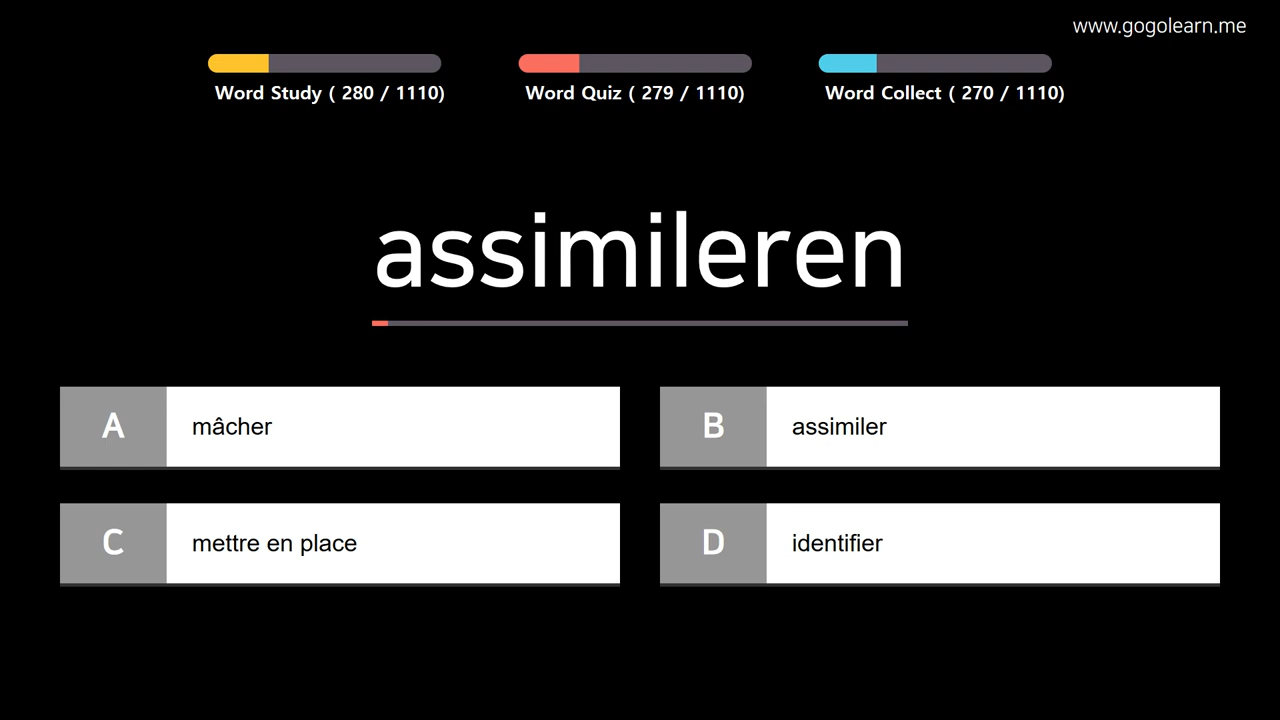 www.gogolearn.me
Word Study ( 280 / 1110)
Word Quiz ( 279 / 1110)
Word Collect ( 270 / 1110)
assimileren
A
mâcher
B
assimiler
C
mettre en place
D
identifier